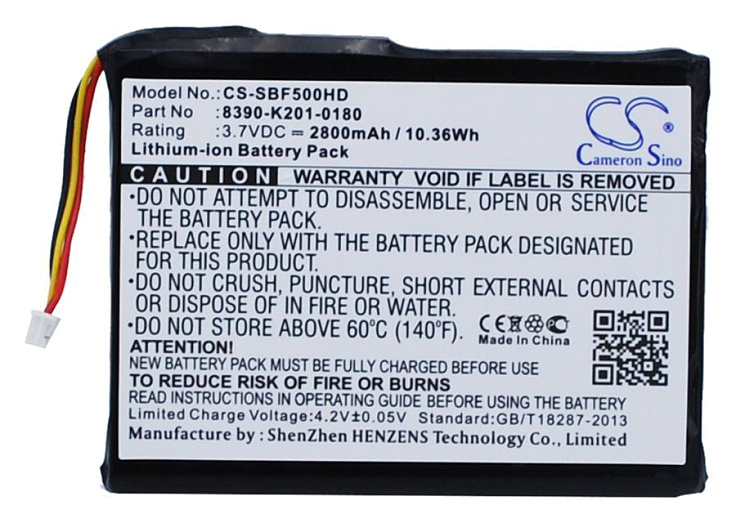 Model No.: CS-SBF500HD
Part No : 8390-K201-0180
Rating : 3.7VDC ⎓ 2800mAh / 10.36Wh
Lithium-ion Battery Pack
CS
Cameron Sino
CAUTION WARRANTY VOID IF LABEL IS REMOVED
•DO NOT ATTEMPT TO DISASSEMBLE, OPEN OR SERVICE
THE BATTERY PACK.
•REPLACE ONLY WITH THE BATTERY PACK DESIGNATED
FOR THIS PRODUCT.
•DO NOT CRUSH, PUNCTURE, SHORT EXTERNAL CONTACTS
OR DISPOSE OF IN FIRE OR WATER.
•DO NOT STORE ABOVE 60°C (140°F).
CE
Made In China
ATTENTION:
NEW BATTERY PACK MUST BE FULLY CHARGED BEFORE USE
TO REDUCE RISK OF FIRE OR BURNS
READ INSTRUCTIONS ON BATTERY PACK OPERATION BEFORE USE.
Limited Charge Voltage:4.2V±0.05V Standard:GB/T18287-2013
Manufacture by : ShenZhen HENZENS Technology Co., Limited